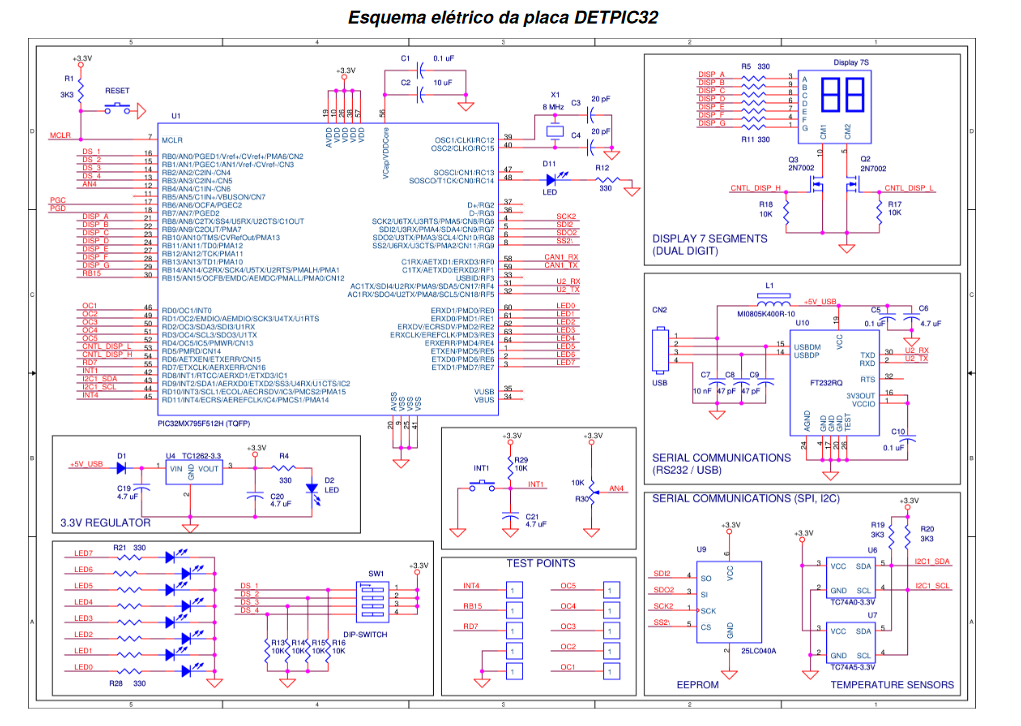 Esquema elétrico da placa DETPIC32
5 4 3 2 1
+3.3V
R1
3K3
RESET
MCLR
U1
+3.3V
C1 0.1 uF
C2 10 uF
19 10 26 38 57 56
AVDD VDD VDD VDD VDD
VCap/VDDCore
7 MCLR
DS_1 16 RB0/AN0/PGED1/Vref+/CVref+/PMA6/CN2
DS_2 15 RB1/AN1/PGEC1/AN1/Vref-/CVref-/CN3
DS_3 14 RB2/AN2/C2IN-/CN4
DS_4 13 RB3/AN3/C2IN+/CN5
AN4 12 RB4/AN4/C1IN-/CN6
11 RB5/AN5/C1IN+/VBUSON/CN7
PGC 17 RB6/AN6/OCFA/PGEC2
PGD 18 RB7/AN7/PGED2
DISP_A 21 RB8/AN8/C2TX/SS4/U5RX/U2CTS/C1OUT
DISP_B 22 RB9/AN9/C2OUT/PMA7
DISP_C 23 RB10/AN10/TMS/CVRefOut/PMA13
DISP_D 24 RB11/AN11/TD0/PMA12
DISP_E 27 RB12/AN12/TCK/PMA11
DISP_F 28 RB13/AN13/TD1/PMA10
DISP_G 29 RB14/AN14/C2RX/SCK4/U5TX/U2RTS/PMALH/PMA1
RB15 30 RB15/AN15/OCFB/EMDC/AEMDC/PMALL/PMA0/CN12
OC1 46 RD0/OC1/INT0
OC2 49 RD1/OC2/EMDIO/AEMDIO/SCK3/U4TX/U1RTS
OC3 50 RD2/OC3/SDA3/SDI3/U1RX
OC4 51 RD3/OC4/SCL3/SDO3/U1TX
OC5 52 RD4/OC5/IC5/PMWR/CN13
CNTL_DISP_L 53 RD5/PMRD/CN14
CNTL_DISP_H 54 RD6/AETXEN/ETXERR/CN15
RD7 55 RD7/ETXCLK/AERXERR/CN16
INT1 42 RD8/INT1/RTCC/AERXD1/ETXD3/IC1
I2C1_SDA 43 RD9/INT2/SDA1/AERXD0/ETXD2/SS3/U4RX/U1CTS/IC2
I2C1_SCL 44 RD10/INT3/SCL1/ECOL/AECRSDV/IC3/PMCS2/PMA15
INT4 45 RD11/INT4/ECRS/AEREFCLK/IC4/PMCS1/PMA14
OSC1/CLKI/RC12 39
OSC2/CLKO/RC15 40
SOSCI/CN1/RC13 47
SOSCO/T1CK/CN0/RC14 48
D+/RG2 37
D-/RG3 36
SCK2/U6TX/U3RTS/PMA5/CN8/RG6 4 SCK2
SDI2/U3RX/PMA4/SDA4/CN9/RG7 5 SDI2
SDO2/U3TX/PMA3/SCL4/CN10/RG8 6 SDO2
SS2/U6RX/U3CTS/PMA2/CN11/RG9 8 SS2\
C1RX/AETXD1/ERXD3/RF0 58 CAN1_RX
C1TX/AETXD0/ERXD2/RF1 59 CAN1_TX
USBID/RF3 33
AC1TX/SDI4/U2RX/PMA9/SDA5/CN17/RF4 31 U2_RX
AC1RX/SDO4/U2TX/PMA8/SCL5/CN18/RF5 32 U2_TX
ERXD1/PMD0/RE0 60 LED0
ERXD0/PMD1/RE1 61 LED1
ERXDV/ECRSDV/PMD2/RE2 62 LED2
ERXCLK/EREFCLK/PMD3/RE3 63 LED3
ERXERR/PMD4/RE4 64 LED4
ETXEN/PMD5/RE5 1 LED5
ETXD0/PMD6/RE6 2 LED6
ETXD1/PMD7/RE7 3 LED7
VUSB 35
VBUS 34
AVSS VSS VSS VSS
20 9 25 41
PIC32MX795F512H (TQFP)
X1
8 MHz
C3 20 pF
C4 20 pF
D11
LED
R12
330
Display 7S
R5 330
DISP_A 3 A
DISP_B 9 B
DISP_C 8 C
DISP_D 6 D
DISP_E 7 E
DISP_F 4 F
DISP_G 1 G
R11 330
CM1 CM2
10 5
Q3
2N7002
Q2
2N7002
CNTL_DISP_H
CNTL_DISP_L
R18
10K
R17
10K
DISPLAY 7 SEGMENTS
(DUAL DIGIT)
L1
MI0805K400R-10
+5V_USB
CN2
1
2
3
4
USB
C5
0.1 uF
C6
4.7 uF
U10
19
VCC
15 USBDM
14 USBDP
TXD 30 U2_RX
RXD 2 U2_TX
RTS 32
FT232RQ
3V3OUT 16
VCCIO 1
AGND GND GND GND TEST
24 4 17 20 26
C7 C8 C9
10 nF 47 pF 47 pF
C10
0.1 uF
SERIAL COMMUNICATIONS
(RS232 / USB)
+5V_USB
D1
U4 TC1262-3.3
1 VIN VOUT 3
GND
2
C19
4.7 uF
+3.3V
R4
330
C20
4.7 uF
D2
LED
3.3V REGULATOR
+3.3V
R29
10K
INT1
INT1
C21
4.7 uF
+3.3V
10K
R30
AN4
LED7 R21 330
LED6
LED5
LED4
LED3
LED2
LED1
LED0
R28 330
DS_1
DS_2
DS_3
DS_4
SW1
1
2
3
4
+3.3V
DIP-SWITCH
R13 R14 R15 R16
10K 10K 10K 10K
TEST POINTS
INT4 1 OC5 1
RB15 1 OC4 1
RD7 1 OC3 1
1 OC2 1
1 OC1 1
SERIAL COMMUNICATIONS (SPI, I2C)
+3.3V
U9
6
VCC
SDI2 4 SO
SDO2 3 SI
SCK2 1 SCK
SS2\ 5 CS
GND
2
25LC040A
EEPROM
+3.3V
+3.3V
R19
3K3
R20
3K3
U6
3 VCC SDA 5 I2C1_SDA
2 GND SCL 4 I2C1_SCL
TC74A0-3.3V
U7
3 VCC SDA 5
2 GND SCL 4
TC74A5-3.3V
TEMPERATURE SENSORS
D C B A
5 4 3 2 1